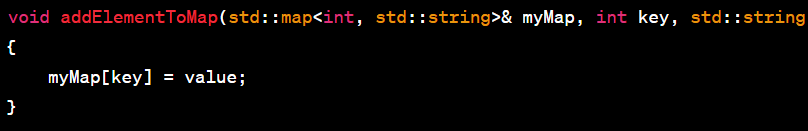 void addElementToMap(std::map<int, std::string>& myMap, int key, std::string
{
    myMap[key] = value;
}